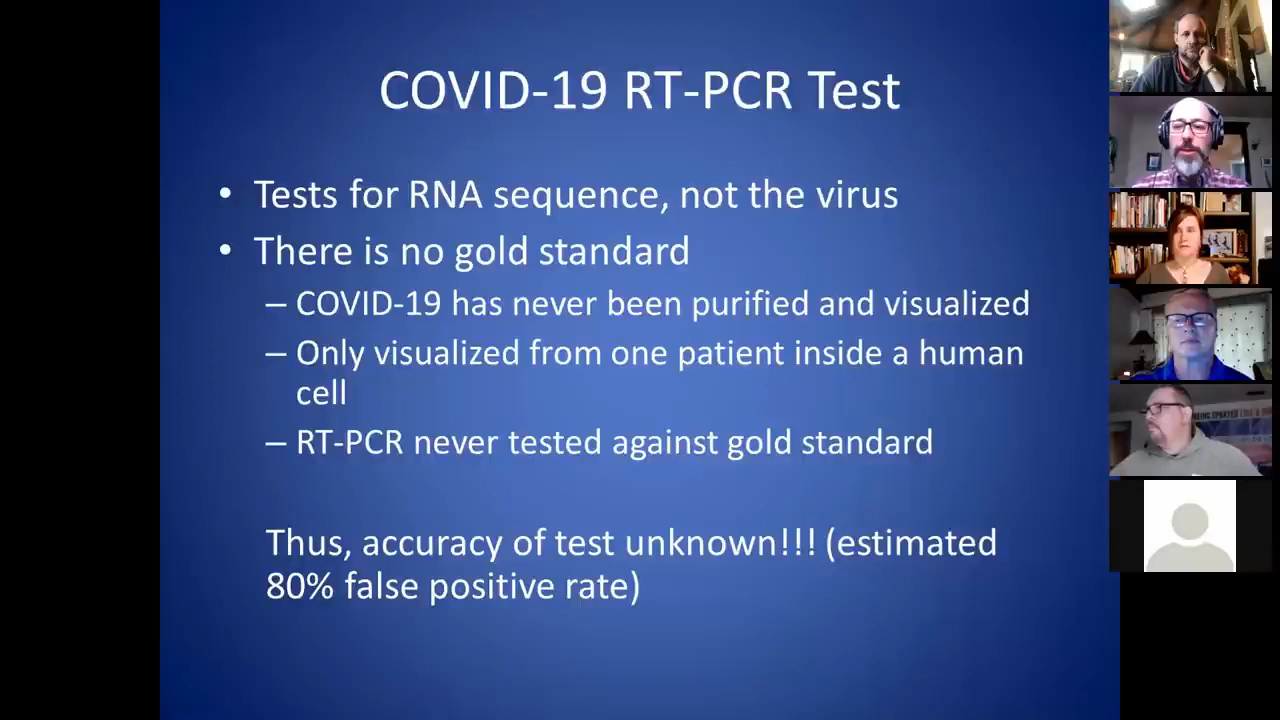 COVID-19 RT-PCR Test
• Tests for RNA sequence, not the virus
• There is no gold standard
– COVID-19 has never been purified and visualized
– Only visualized from one patient inside a human
cell
– RT-PCR never tested against gold standard
Thus, accuracy of test unknown!!! (estimated
80% false positive rate)